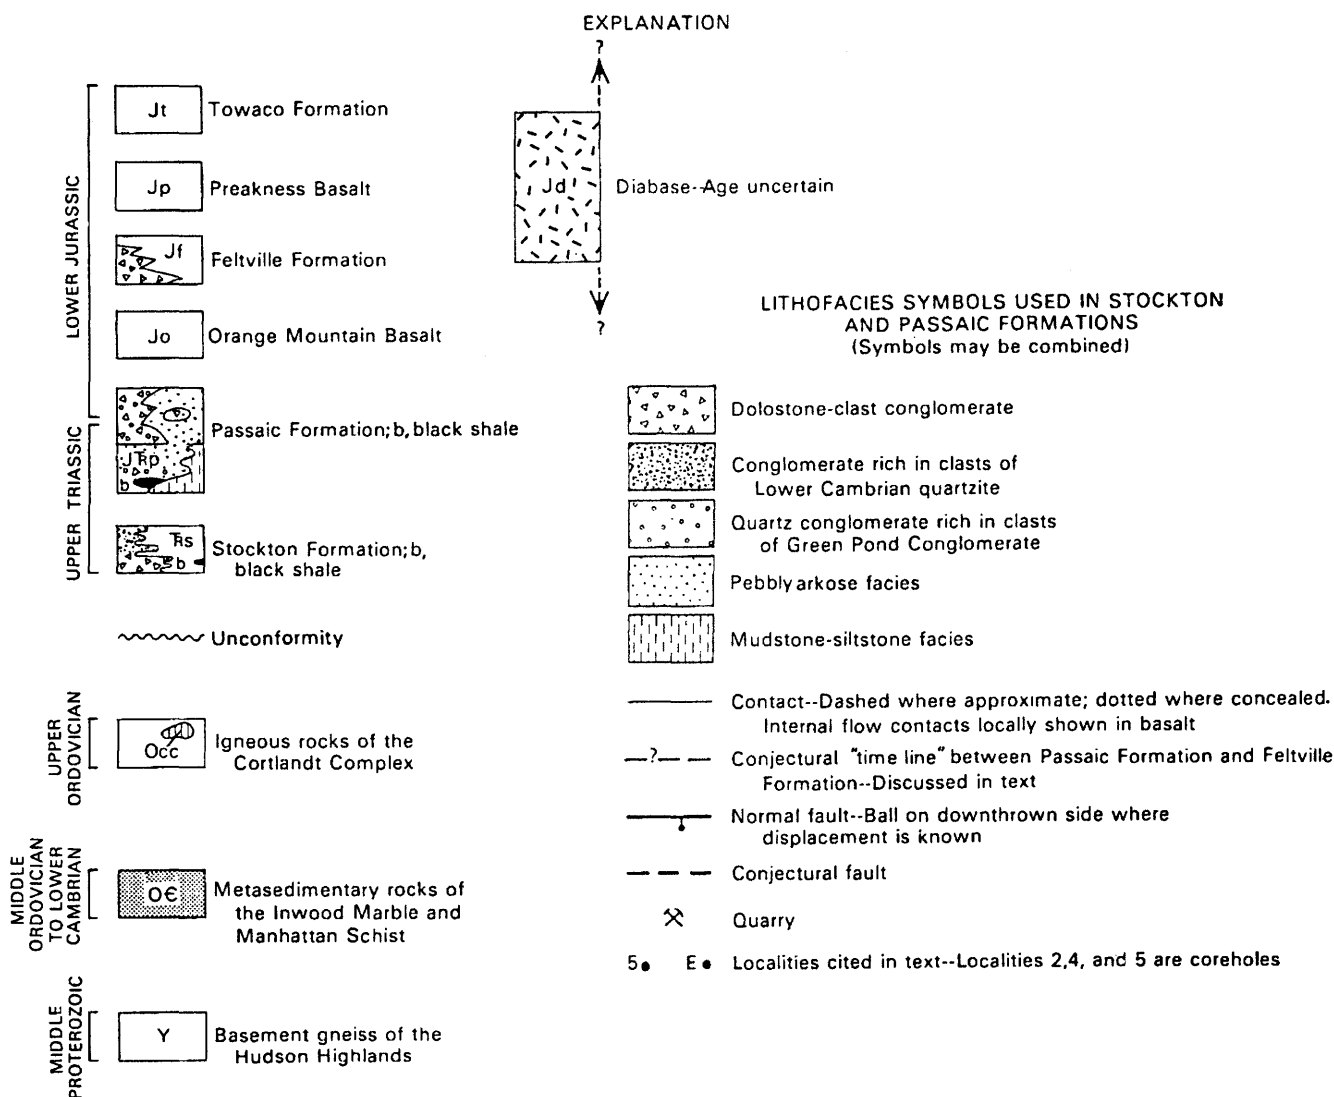 EXPLANATION
?
LOWER JURASSIC
Jt Towaco Formation
Jp Preakness Basalt
Jf Feltville Formation
Jo Orange Mountain Basalt
Jd Diabase--Age uncertain
?
UPPER TRIASSIC
JTRp Passaic Formation; b, black shale
b
TRs Stockton Formation; b,
b black shale
Unconformity
UPPER
ORDOVICIAN
Occ Igneous rocks of the
Cortlandt Complex
MIDDLE
ORDOVICIAN
TO LOWER
CAMBRIAN
O€ Metasedimentary rocks of
the Inwood Marble and
Manhattan Schist
MIDDLE
PROTEROZOIC
Y Basement gneiss of the
Hudson Highlands
LITHOFACIES SYMBOLS USED IN STOCKTON
AND PASSAIC FORMATIONS
(Symbols may be combined)
Dolostone-clast conglomerate
Conglomerate rich in clasts of
Lower Cambrian quartzite
Quartz conglomerate rich in clasts
of Green Pond Conglomerate
Pebbly arkose facies
Mudstone-siltstone facies
Contact--Dashed where approximate; dotted where concealed.
Internal flow contacts locally shown in basalt
? Conjectural "time line" between Passaic Formation and Feltville
Formation--Discussed in text
Normal fault--Ball on downthrown side where
displacement is known
Conjectural fault
Quarry
5 E Localities cited in text--Localities 2,4, and 5 are coreholes